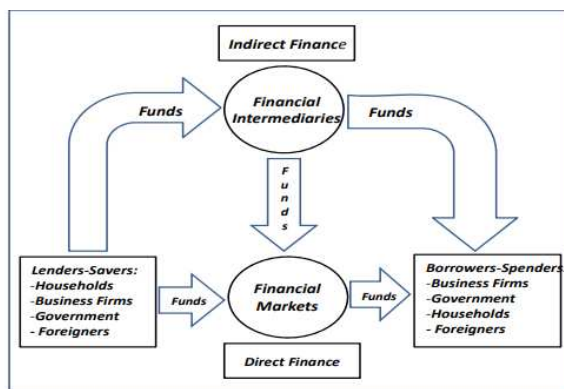 Indirect Finance
Funds
Financial
Intermediaries
Funds
Funds
Lenders-Savers:
-Households
-Business Firms
-Government
- Foreigners
Funds
Financial
Markets
Funds
Borrowers-Spenders
-Business Firms
-Government
-Households
- Foreigners
Direct Finance